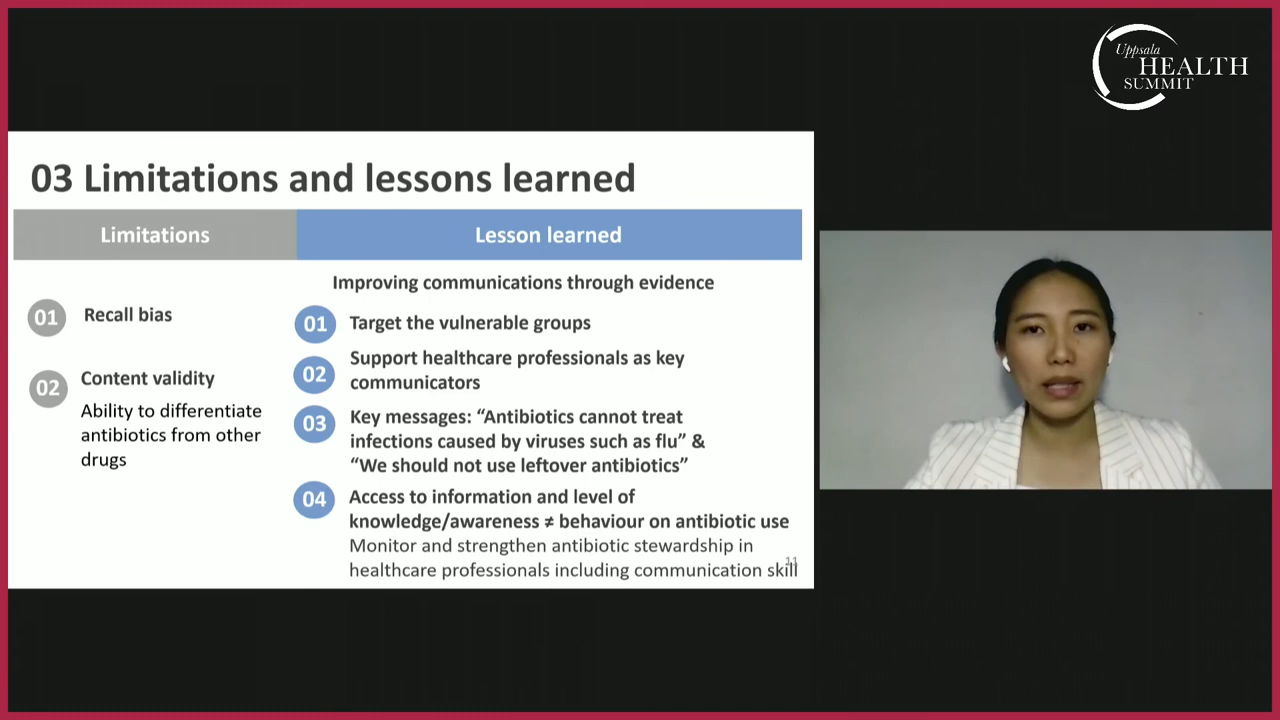 Uppsala
HEALTH
SUMMIT
03 Limitations and lessons learned
Limitations
Lesson learned
01
Recall bias
02
Content validity
Ability to differentiate
antibiotics from other
drugs
Improving communications through evidence
01
Target the vulnerable groups
02
Support healthcare professionals as key
communicators
03
Key messages: “Antibiotics cannot treat
infections caused by viruses such as flu” &
“We should not use leftover antibiotics”
04
Access to information and level of
knowledge/awareness ≠ behaviour on antibiotic use
Monitor and strengthen antibiotic stewardship in
healthcare professionals including communication skill
11